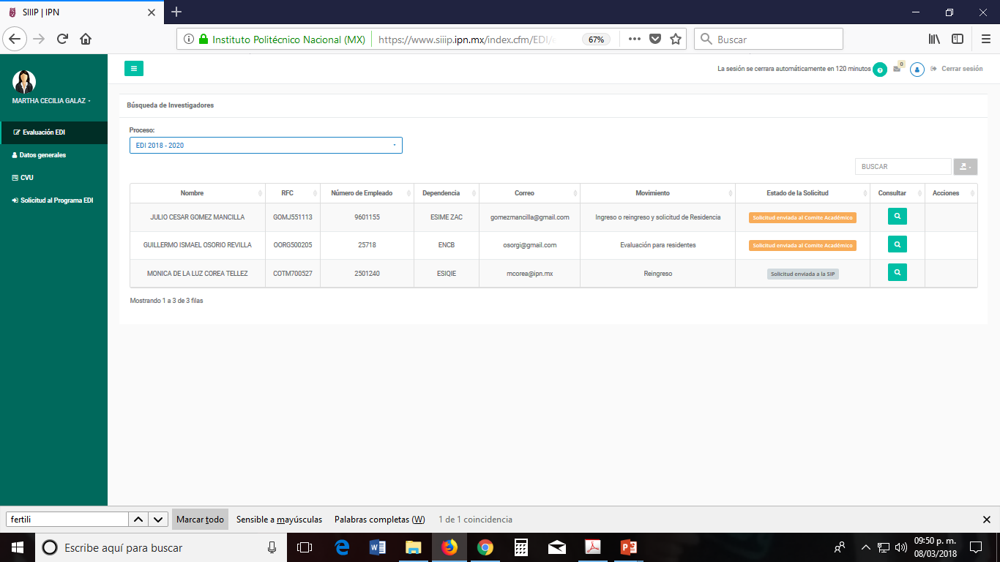 SIIIP | IPN
Instituto Politécnico Nacional (MX)
https://www.siiip.ipn.mx/index.cfm/EDI/
67%
Buscar
La sesión se cerrara automáticamente en 120 minutos
0
Cerrar sesión
MARTHA CECILIA GALAZ
Evaluación EDI
Datos generales
CVU
Solicitud al Programa EDI
Búsqueda de Investigadores
Proceso:
EDI 2018 - 2020
BUSCAR
Nombre RFC Número de Empleado Dependencia Correo Movimiento Estado de la Solicitud Consultar Acciones
JULIO CESAR GOMEZ MANCILLA GOMJ551113 9601155 ESIME ZAC gomezmancilla@gmail.com Ingreso o reingreso y solicitud de Residencia Solicitud enviada al Comite Académico
GUILLERMO ISMAEL OSORIO REVILLA OORG500205 25718 ENCB osorgi@gmail.com Evaluación para residentes Solicitud enviada al Comite Académico
MONICA DE LA LUZ COREA TELLEZ COTM700527 2501240 ESIQIE mcorea@ipn.mx Reingreso Solicitud enviada a la SIP
Mostrando 1 a 3 de 3 filas
fertili Marcar todo Sensible a mayúsculas Palabras completas (W) 1 de 1 coincidencia
Escribe aquí para buscar
09:50 p. m.
08/03/2018